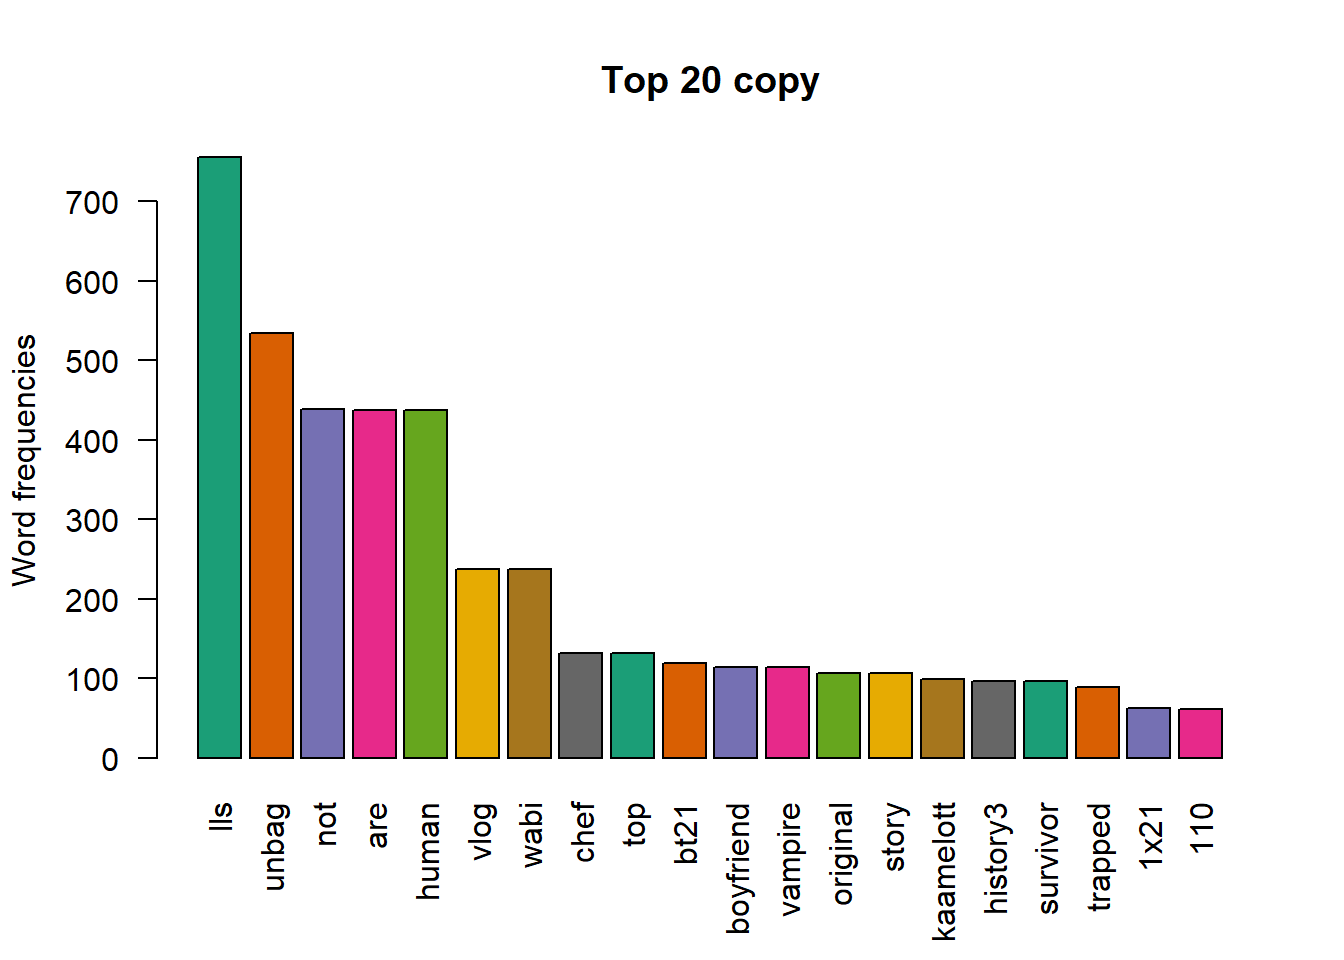 Top 20 copy
Word frequencies
700
600
500
400
300
200
100
0
lls
unbag
not
are
human
vlog
wabi
chef
top
bt21
boyfriend
vampire
original
story
kaamelott
history3
survivor
trapped
1x21
110